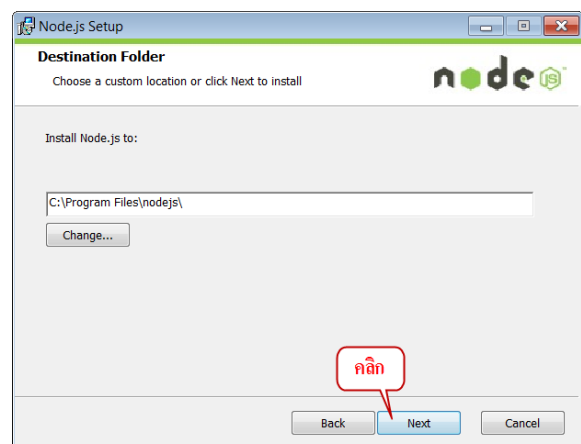 Node.js Setup
Destination Folder
Choose a custom location or click Next to install
node JS
Install Node.js to:
C:\Program Files\nodejs\
Change...
คลิก
Back Next Cancel